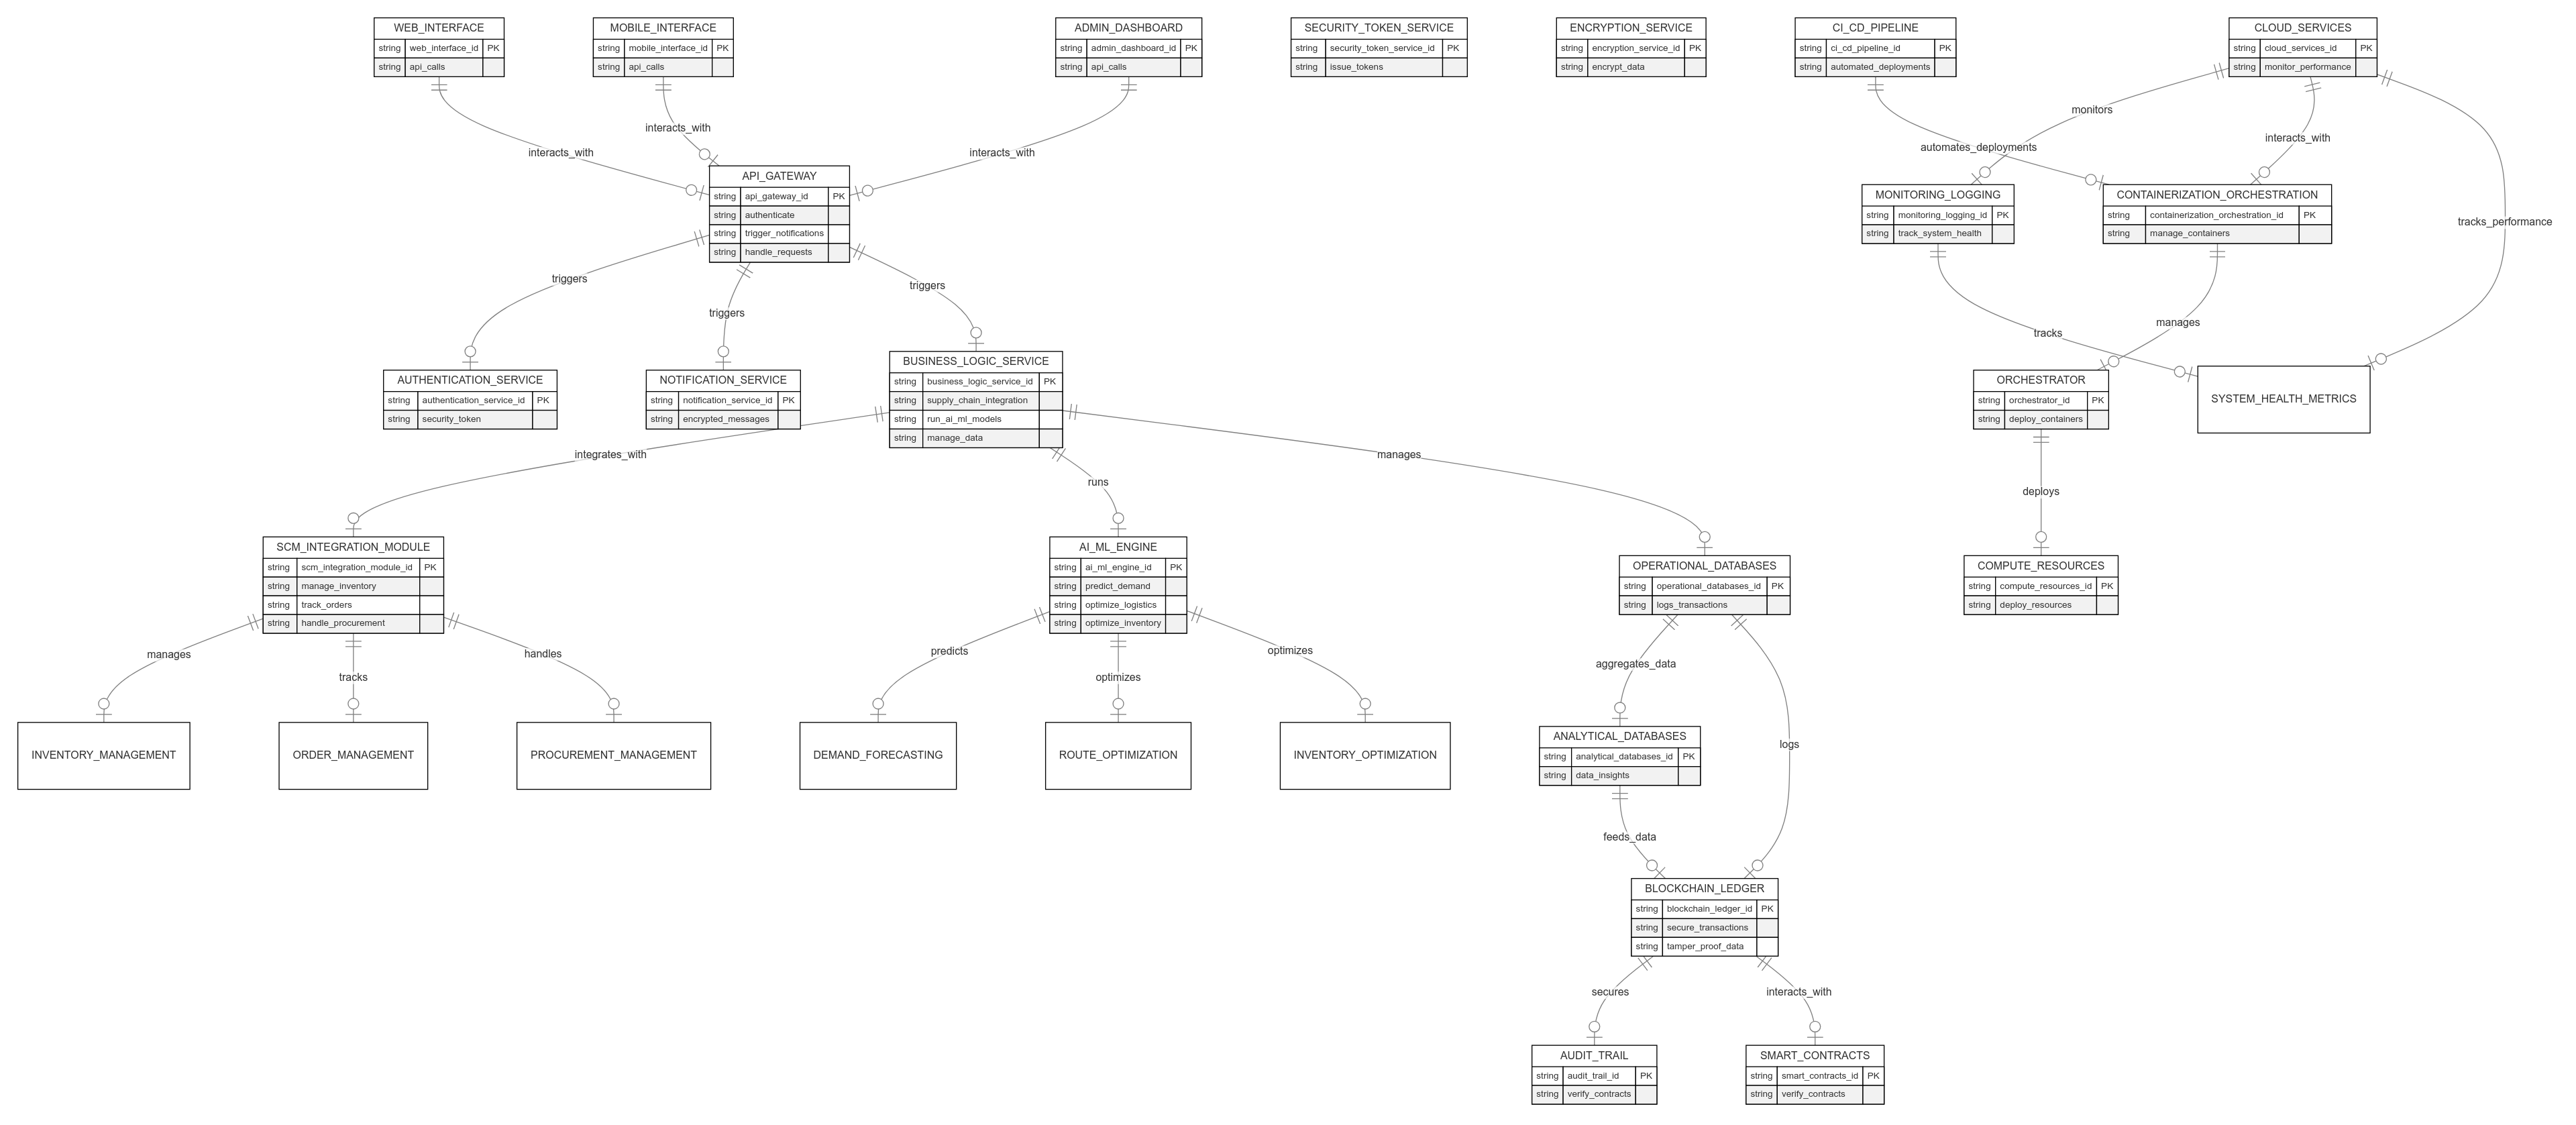 WEB_INTERFACE
string web_interface_id PK
string api_calls
MOBILE_INTERFACE
string mobile_interface_id PK
string api_calls
ADMIN_DASHBOARD
string admin_dashboard_id PK
string api_calls
SECURITY_TOKEN_SERVICE
string security_token_service_id PK
string issue_tokens
ENCRYPTION_SERVICE
string encryption_service_id PK
string encrypt_data
CI_CD_PIPELINE
string ci_cd_pipeline_id PK
string automated_deployments
CLOUD_SERVICES
string cloud_services_id PK
string monitor_performance
interacts_with
interacts_with
interacts_with
automates_deployments
monitors
interacts_with
tracks_performance
API_GATEWAY
string api_gateway_id PK
string authenticate
string trigger_notifications
string handle_requests
MONITORING_LOGGING
string monitoring_logging_id PK
string track_system_health
CONTAINERIZATION_ORCHESTRATION
string containerization_orchestration_id PK
string manage_containers
triggers
triggers
triggers
tracks
manages
AUTHENTICATION_SERVICE
string authentication_service_id PK
string security_token
NOTIFICATION_SERVICE
string notification_service_id PK
string encrypted_messages
BUSINESS_LOGIC_SERVICE
string business_logic_service_id PK
string supply_chain_integration
string run_ai_ml_models
string manage_data
ORCHESTRATOR
string orchestrator_id PK
string deploy_containers
SYSTEM_HEALTH_METRICS
integrates_with
runs
manages
deploys
SCM_INTEGRATION_MODULE
string scm_integration_module_id PK
string manage_inventory
string track_orders
string handle_procurement
AI_ML_ENGINE
string ai_ml_engine_id PK
string predict_demand
string optimize_logistics
string optimize_inventory
OPERATIONAL_DATABASES
string operational_databases_id PK
string logs_transactions
COMPUTE_RESOURCES
string compute_resources_id PK
string deploy_resources
manages
tracks
handles
predicts
optimizes
optimizes
aggregates_data
logs
INVENTORY_MANAGEMENT
ORDER_MANAGEMENT
PROCUREMENT_MANAGEMENT
DEMAND_FORECASTING
ROUTE_OPTIMIZATION
INVENTORY_OPTIMIZATION
ANALYTICAL_DATABASES
string analytical_databases_id PK
string data_insights
feeds_data
BLOCKCHAIN_LEDGER
string blockchain_ledger_id PK
string secure_transactions
string tamper_proof_data
secures
interacts_with
AUDIT_TRAIL
string audit_trail_id PK
string verify_contracts
SMART_CONTRACTS
string smart_contracts_id PK
string verify_contracts